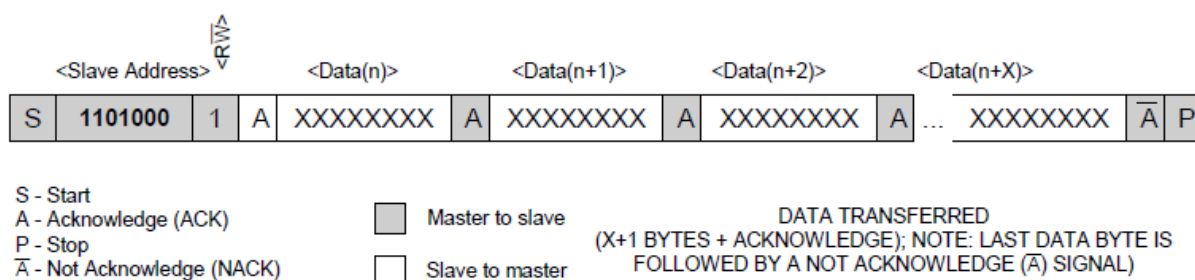 <Slave Address> <RW̅> <Data(n)> <Data(n+1)> <Data(n+2)> <Data(n+X)>
S 1101000 1 A XXXXXXXX A XXXXXXXX A XXXXXXXX A ... XXXXXXXX A̅ P
S - Start
A - Acknowledge (ACK)
P - Stop
A̅ - Not Acknowledge (NACK)
Master to slave
Slave to master
DATA TRANSFERRED
(X+1 BYTES + ACKNOWLEDGE); NOTE: LAST DATA BYTE IS
FOLLOWED BY A NOT ACKNOWLEDGE (A̅) SIGNAL)